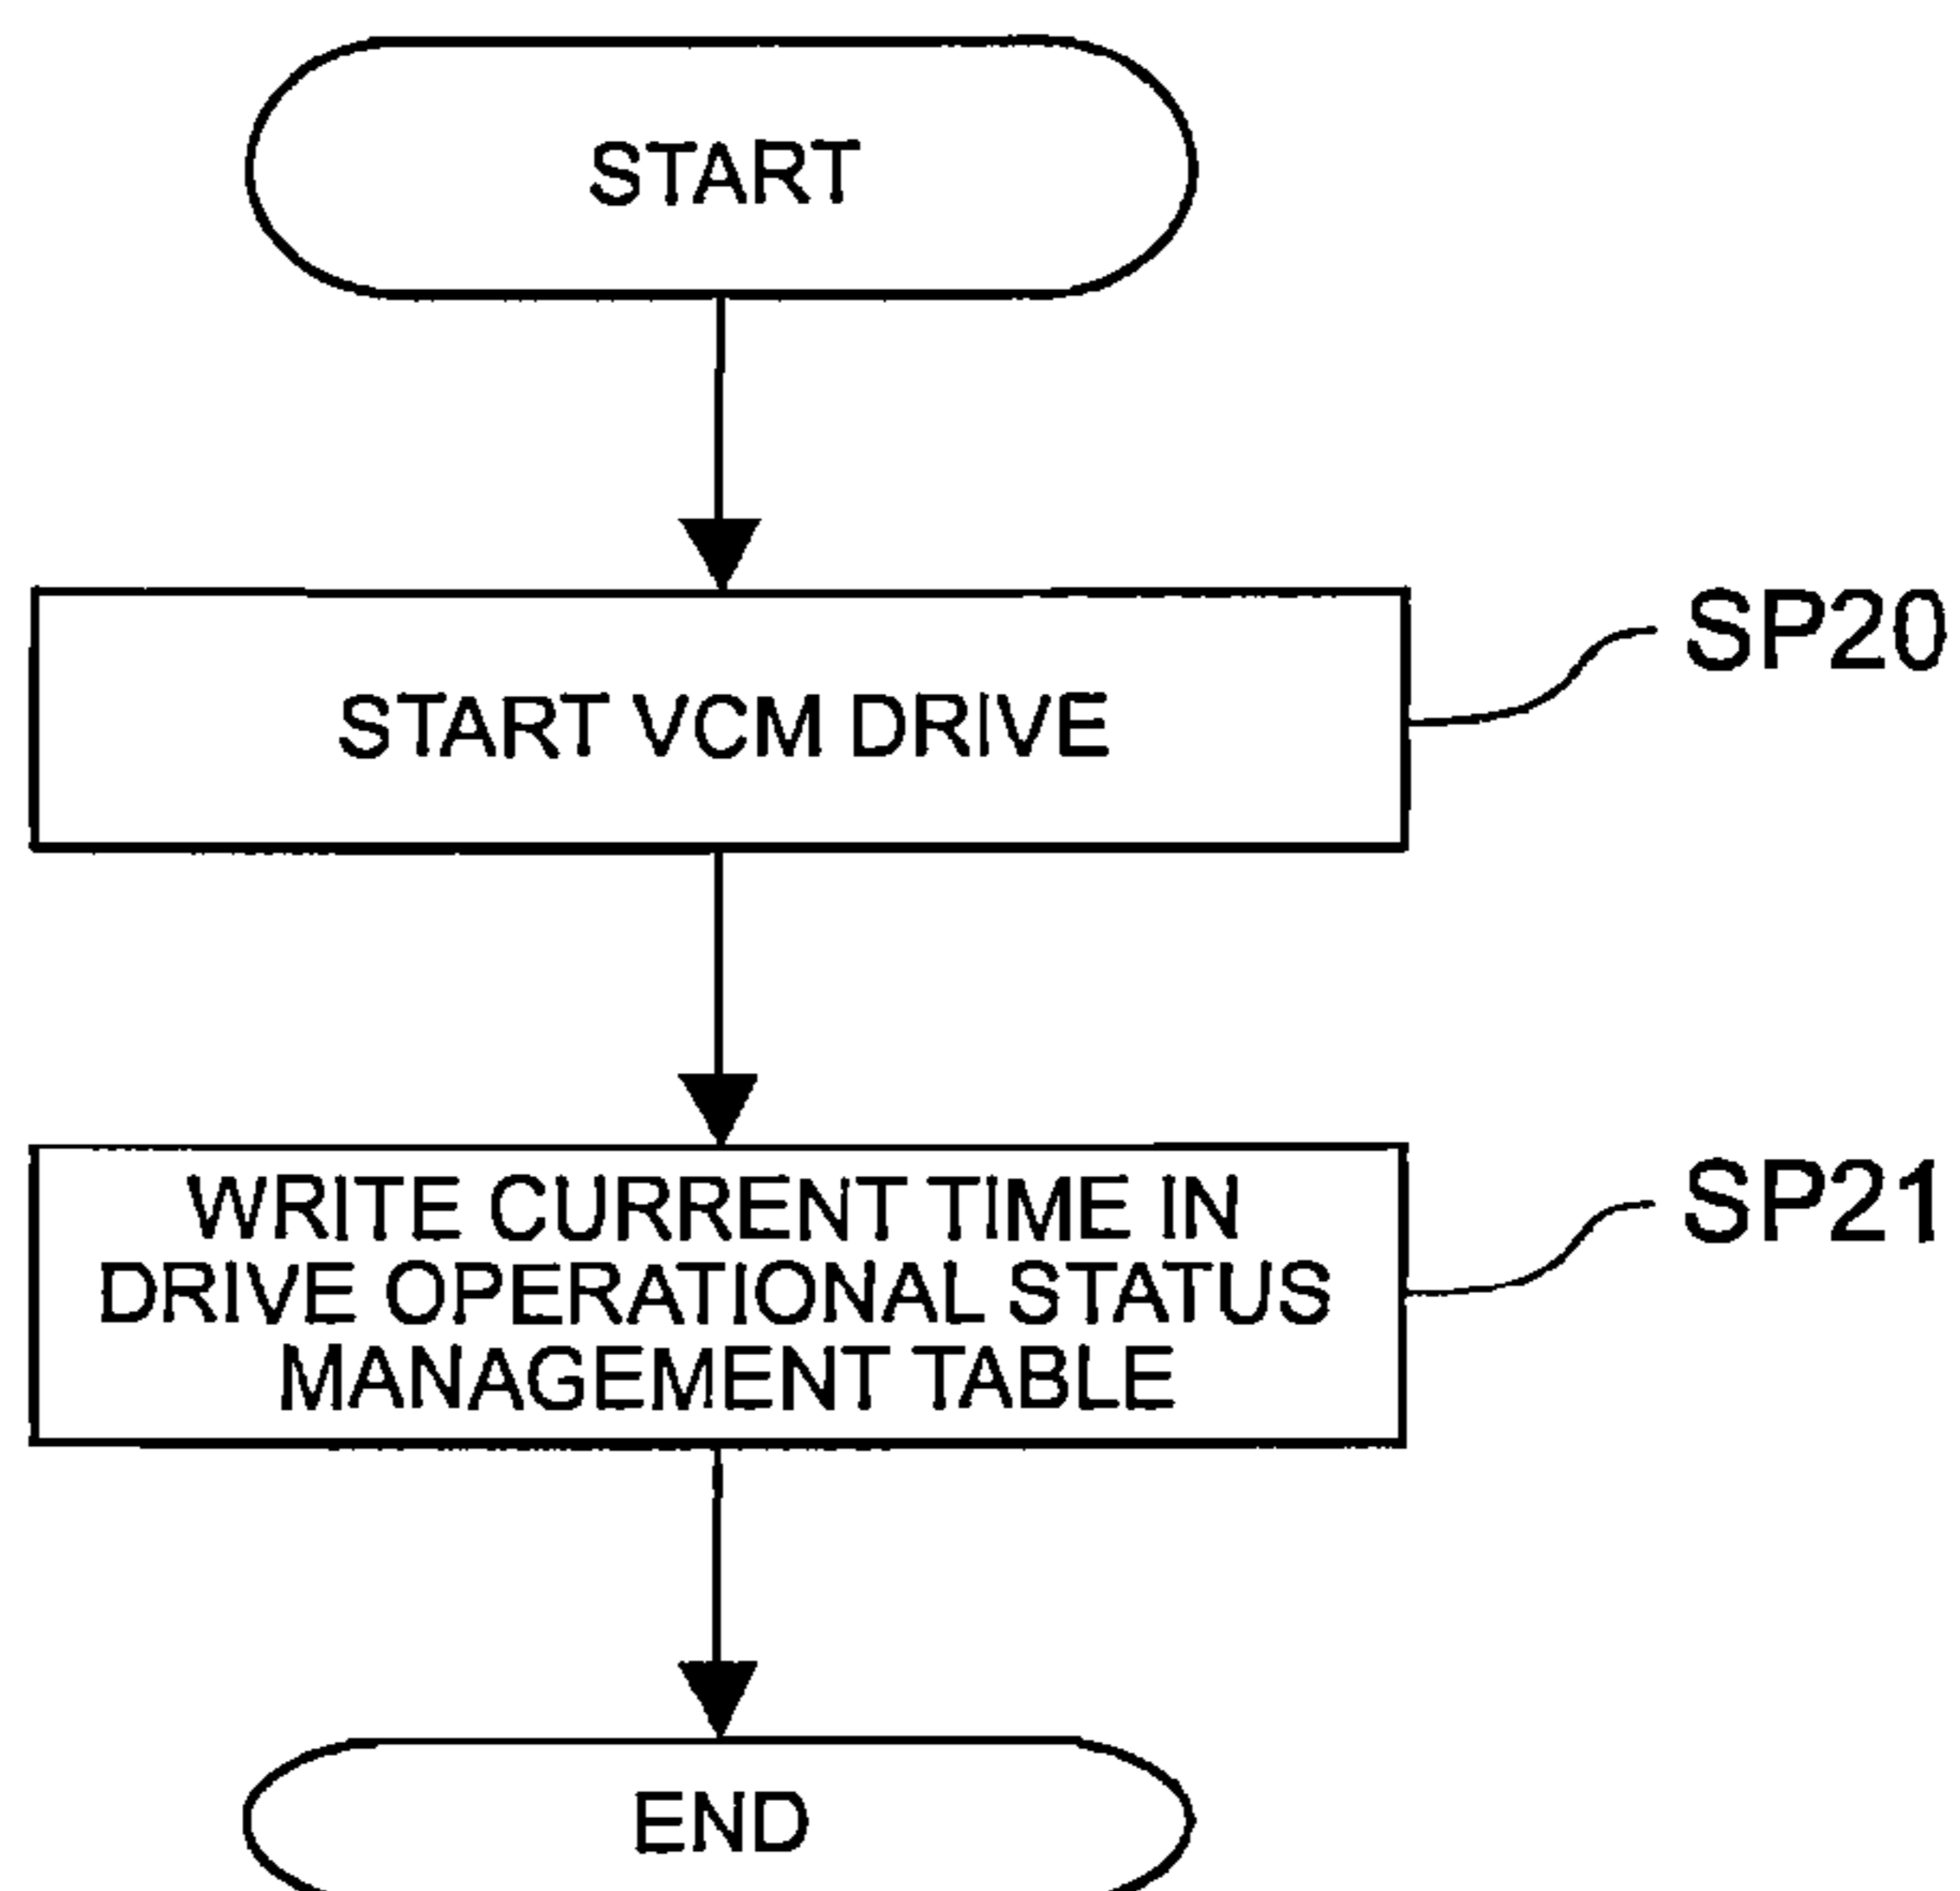 START
START VCM DRIVE
SP20
WRITE CURRENT TIME IN
DRIVE OPERATIONAL STATUS
MANAGEMENT TABLE
SP21
END